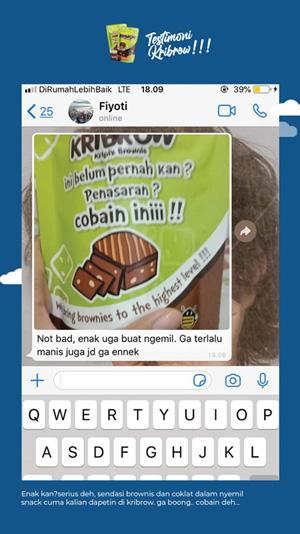 Testimoni
Kribrow!!!
DiRumahLebihBaik LTE 18.09 39%
25 Fiyoti
online
KRIBROW
Kripik Brownis
ini belum pernah kan?
Penasaran?
cobain iniii !!
ing brownies to the highest level!!!
Not bad, enak uga buat ngemil. Ga terlalu
manis juga jd ga ennek
18.09
Q W E R T Y U I O P
A S D F G H J K L
Enak kan?serius deh, sendasi brownis dan coklat dalam nyemil
snack cuma kalian dapetin di kribrow. ga boong.. cobain deh...